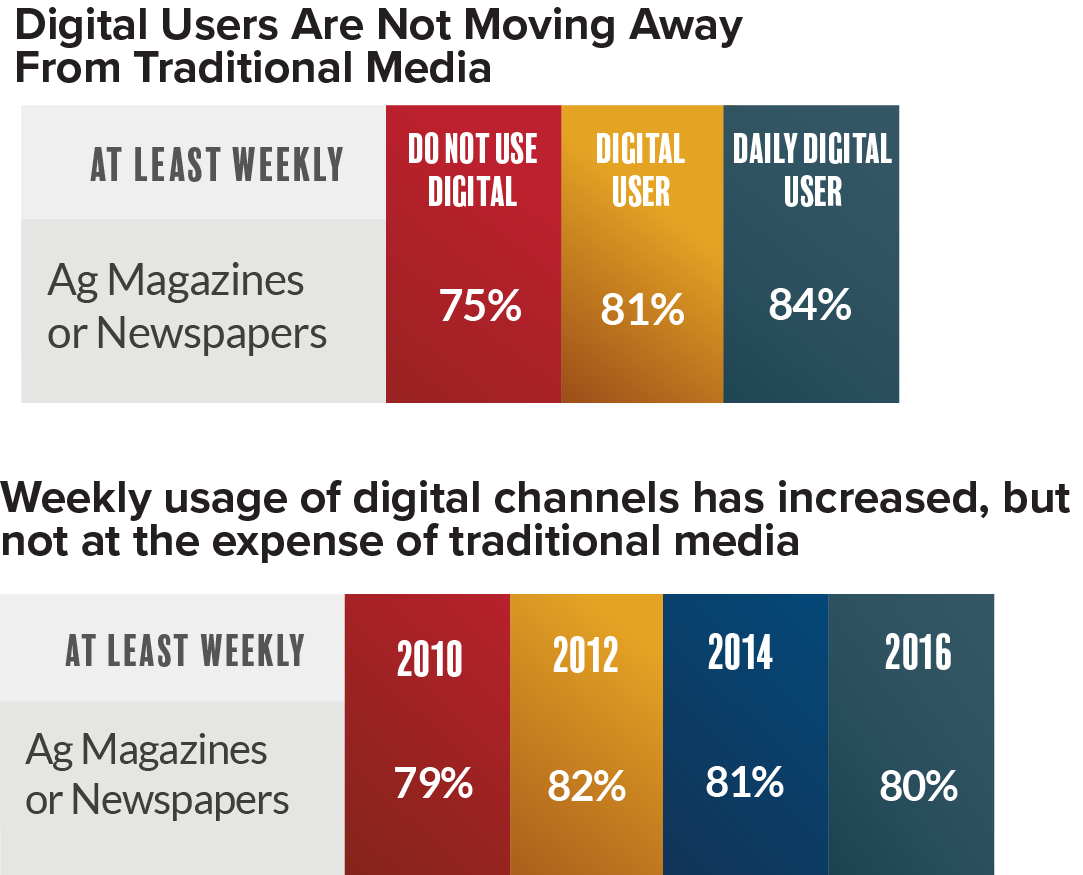 Digital Users Are Not Moving Away
From Traditional Media
AT LEAST WEEKLY
DO NOT USE
DIGITAL
DIGITAL
USER
DAILY DIGITAL
USER
Ag Magazines
or Newspapers
75%
81%
84%
Weekly usage of digital channels has increased, but
not at the expense of traditional media
AT LEAST WEEKLY
2010
2012
2014
2016
Ag Magazines
or Newspapers
79%
82%
81%
80%